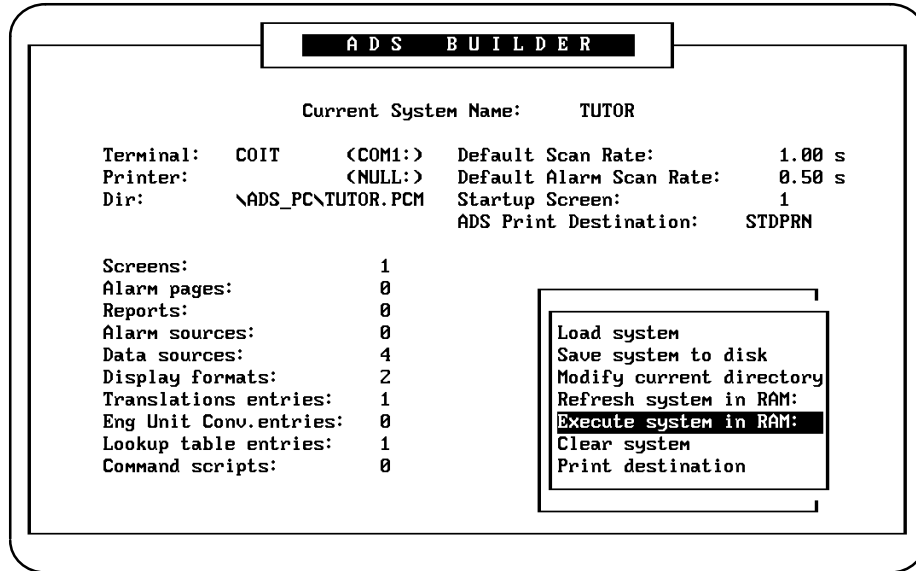 ADS BUILDER
Current System Name: TUTOR
Terminal: COIT (COM1:) Default Scan Rate: 1.00 s
Printer: (NULL:) Default Alarm Scan Rate: 0.50 s
Dir: \ADS_PC\TUTOR.PCM Startup Screen: 1
ADS Print Destination: STDPRN
Screens: 1
Alarm pages: 0
Reports: 0
Alarm sources: 0
Data sources: 4
Display formats: 2
Translations entries: 1
Eng Unit Conv.entries: 0
Lookup table entries: 1
Command scripts: 0
Load system
Save system to disk
Modify current directory
Refresh system in RAM:
Execute system in RAM:
Clear system
Print destination